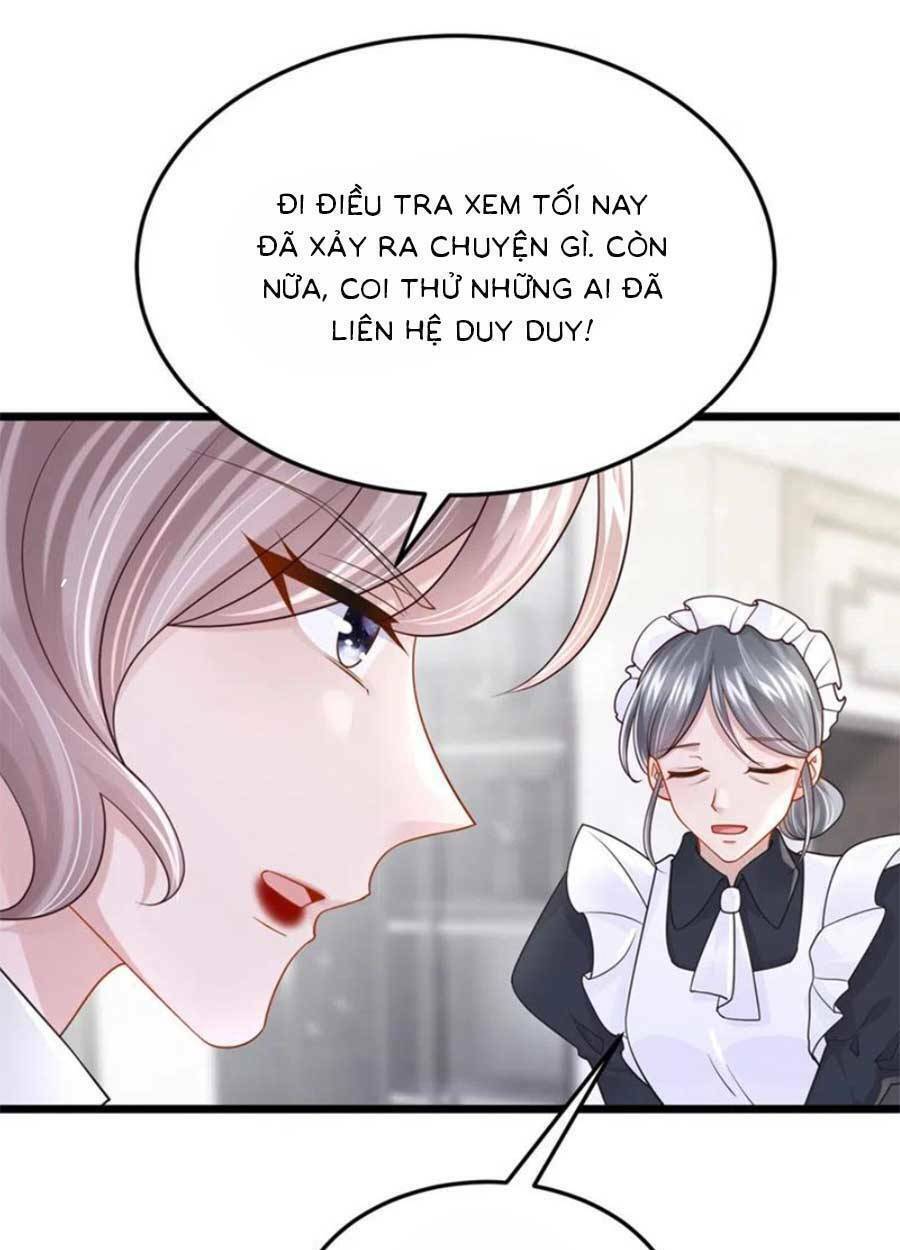 ĐI ĐIỀU TRA XEM TỐI NAY
ĐÃ XẢY RA CHUYỆN GÌ. CÒN
NỮA, COI THỬ NHỮNG AI ĐÃ
LIÊN HỆ DUY DUY!